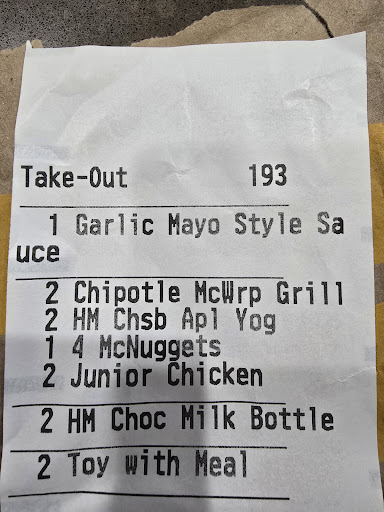 Take-Out 193
1 Garlic Mayo Style Sa
uce
2 Chipotle McWrp Grill
2 HM Chsb Apl Yog
1 4 McNuggets
2 Junior Chicken
2 HM Choc Milk Bottle
2 Toy with Meal